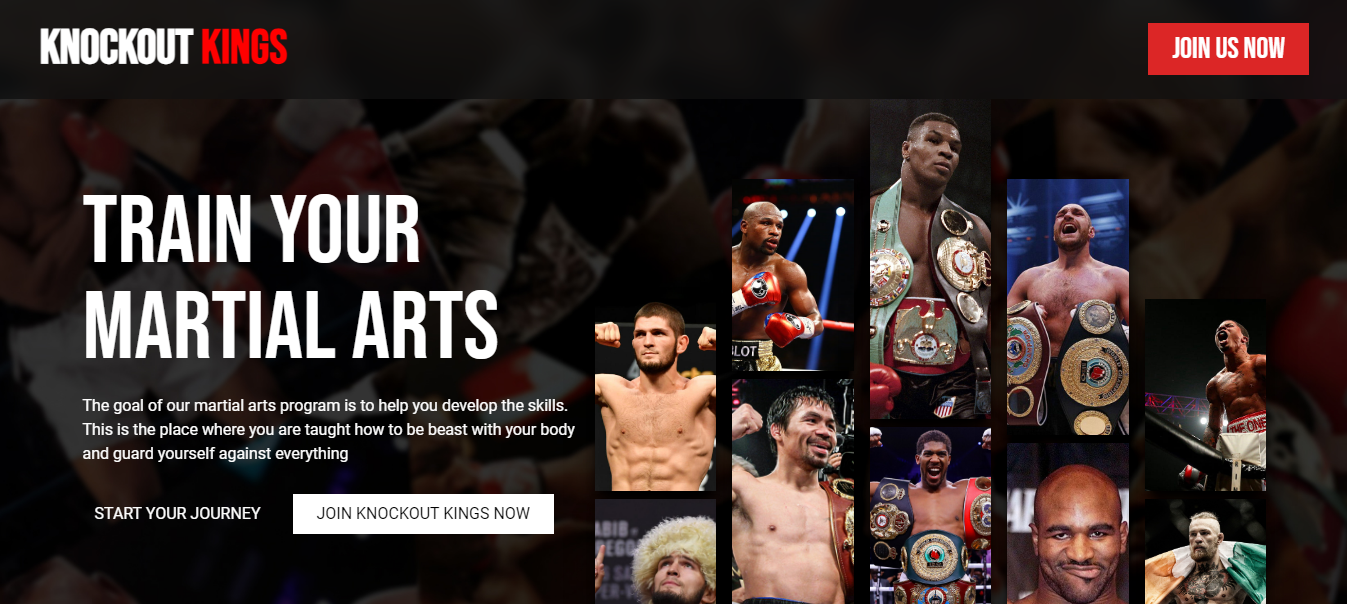 KNOCKOUT KINGS
JOIN US NOW
TRAIN YOUR
MARTIAL ARTS
The goal of our martial arts program is to help you develop the skills.
This is the place where you are taught how to be beast with your body
and guard yourself against everything
START YOUR JOURNEY
JOIN KNOCKOUT KINGS NOW
THE ONE